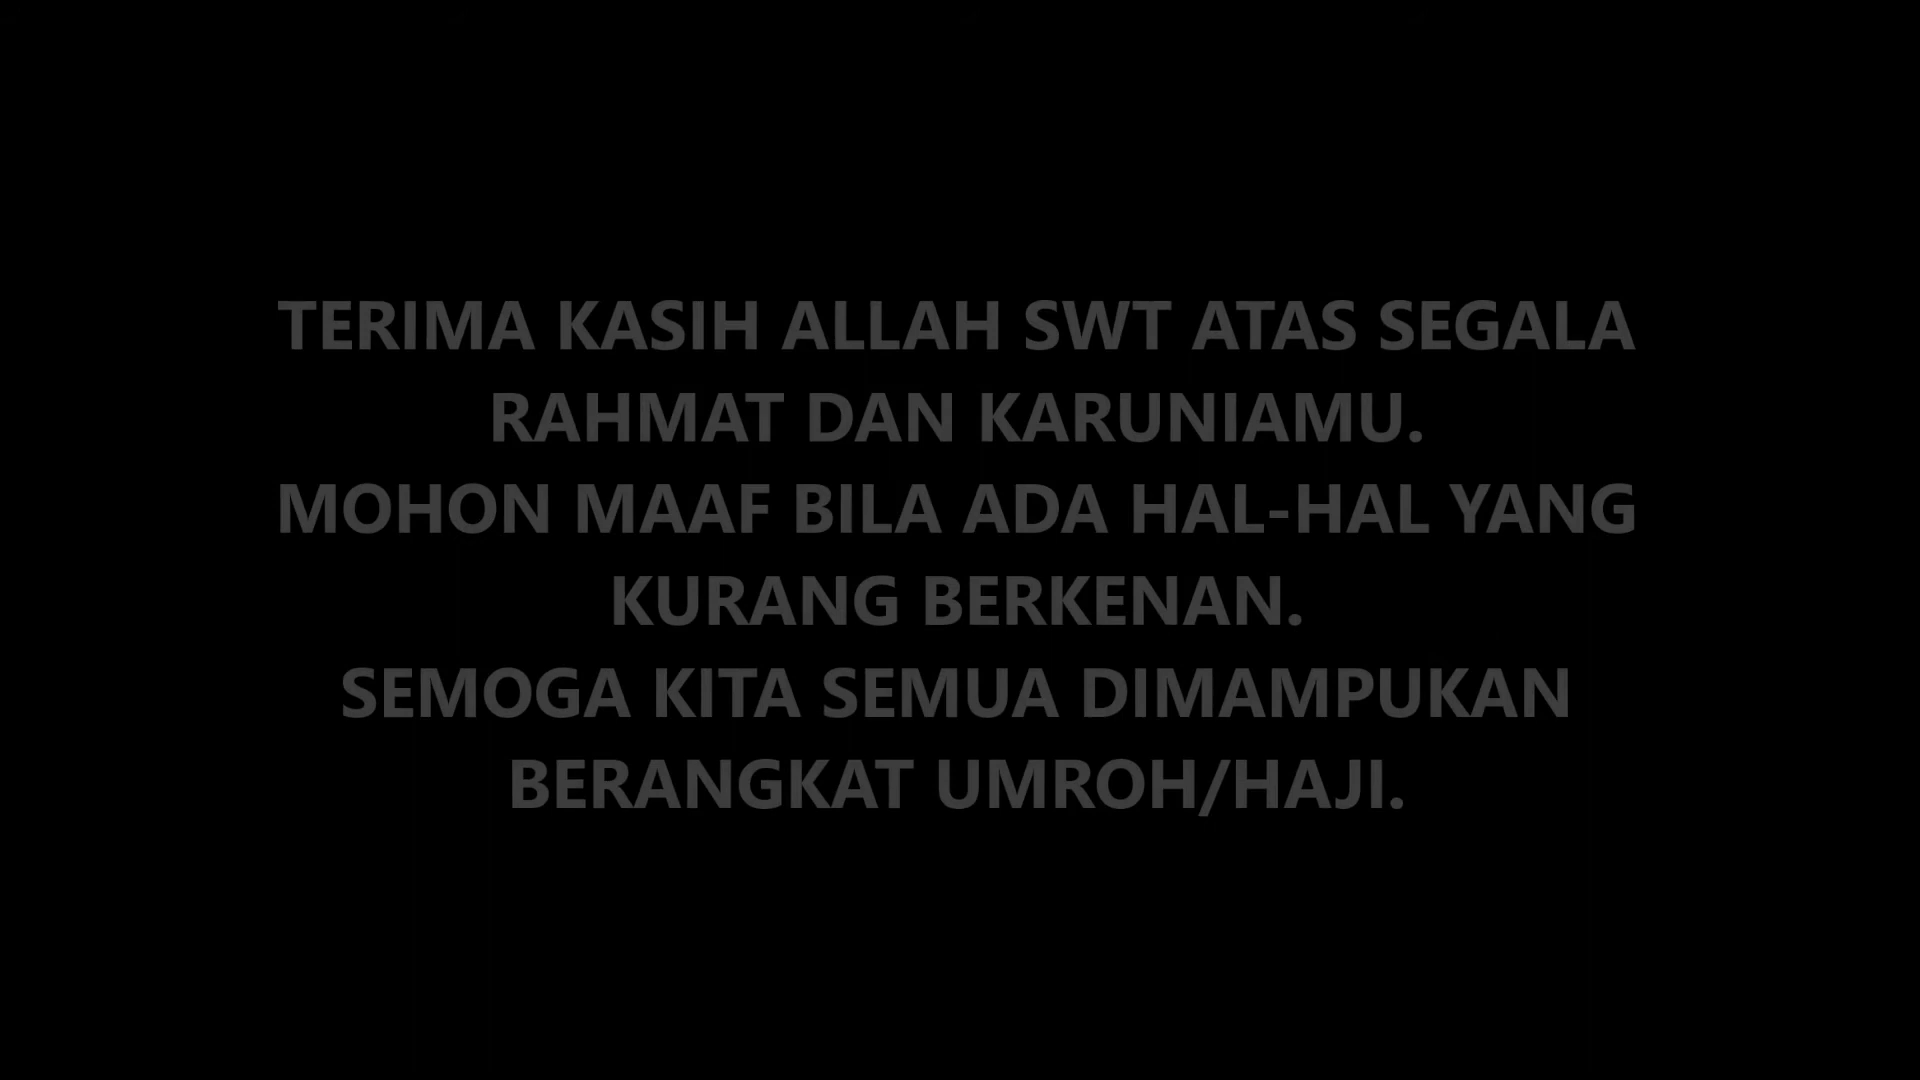 TERIMA KASIH ALLAH SWT ATAS SEGALA
RAHMAT DAN KARUNIAMU.
MOHON MAAF BILA ADA HAL-HAL YANG
KURANG BERKENAN.
SEMOGA KITA SEMUA DIMAMPUKAN
BERANGKAT UMROH/HAJI.